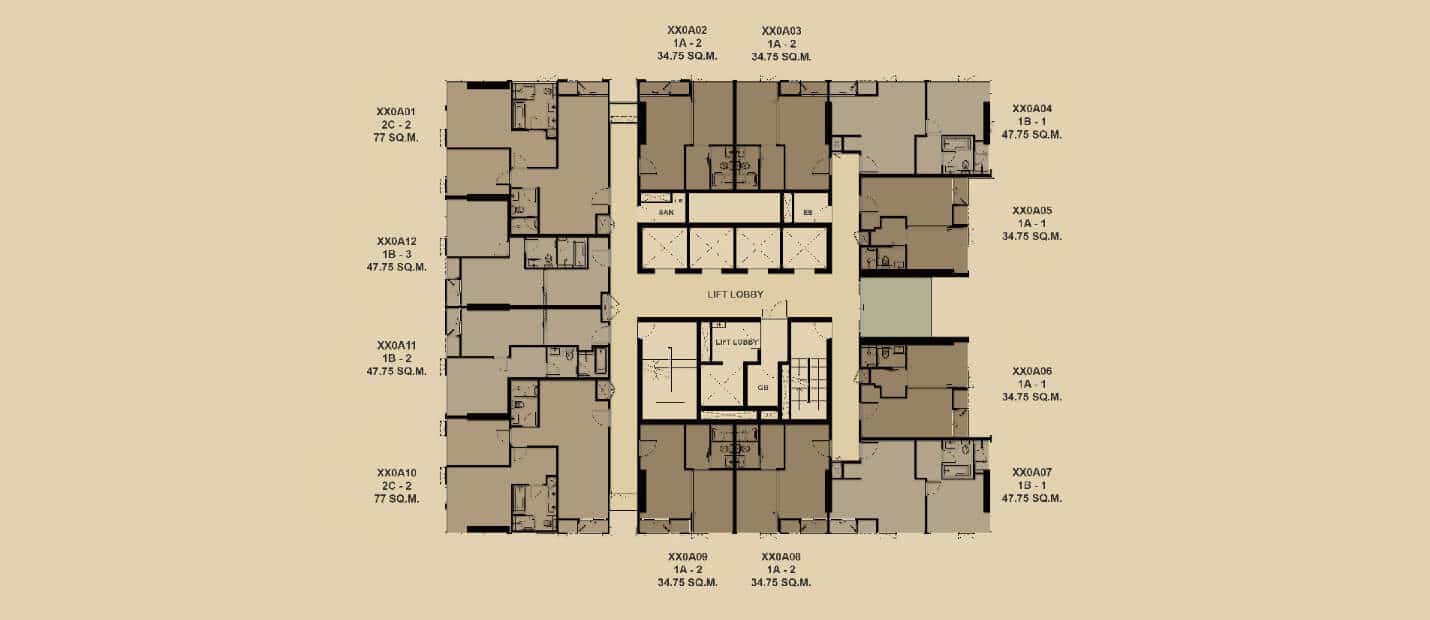 XX0A02
1A - 2
34.75 SQ.M.
XX0A03
1A - 2
34.75 SQ.M.
XX0A01
2C - 2
77 SQ.M.
XX0A04
1B - 1
47.75 SQ.M.
XX0A05
1A - 1
34.75 SQ.M.
XX0A12
1B - 3
47.75 SQ.M.
LIFT LOBBY
LIFT LOBBY
XX0A11
1B - 2
47.75 SQ.M.
XX0A06
1A - 1
34.75 SQ.M.
XX0A10
2C - 2
77 SQ.M.
XX0A07
1B - 1
47.75 SQ.M.
XX0A09
1A - 2
34.75 SQ.M.
XX0A08
1A - 2
34.75 SQ.M.